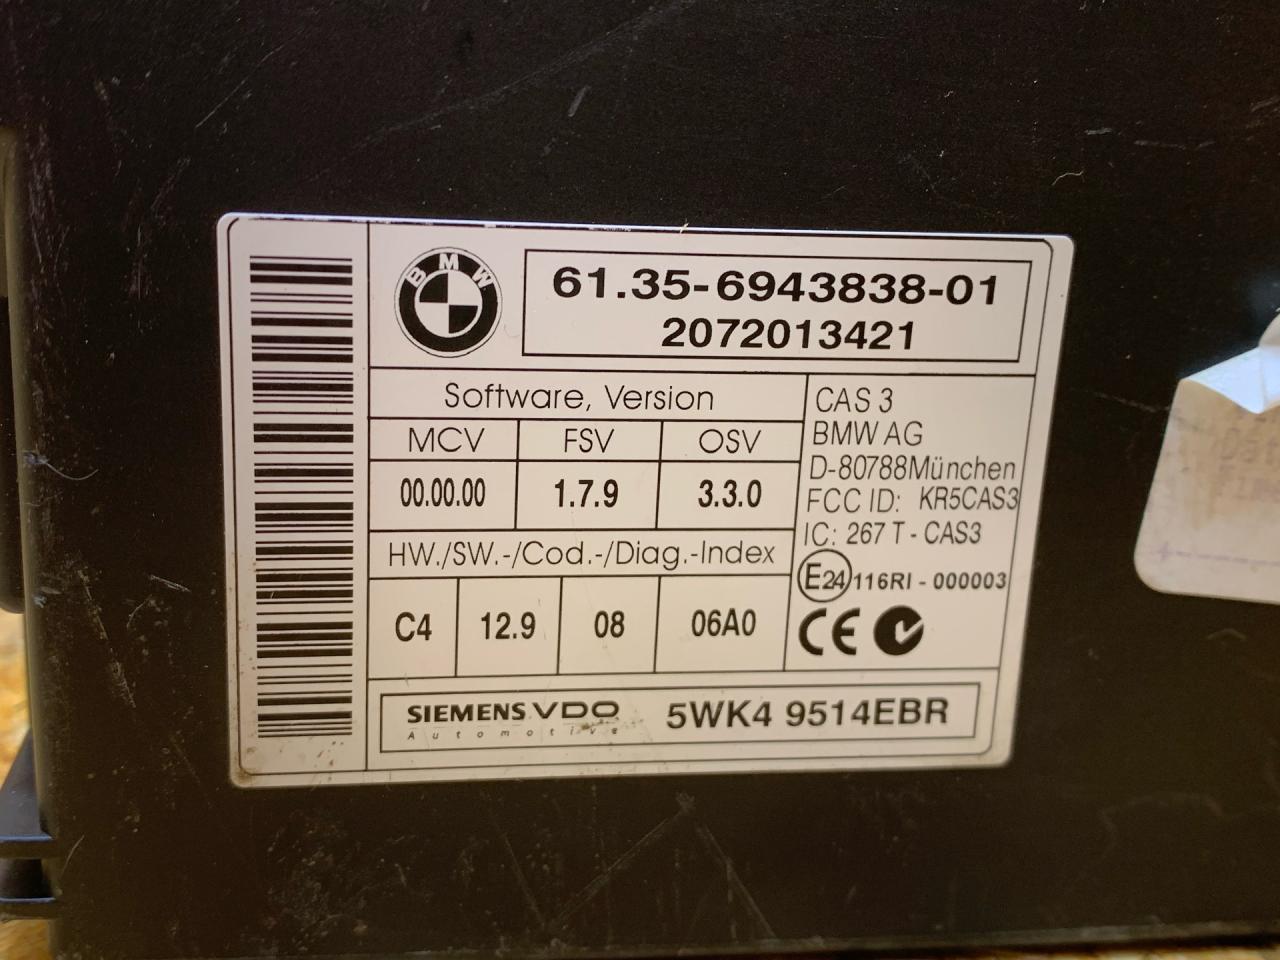 BMW
61.35-6943838-01
2072013421
Software, Version
MCV FSV OSV
00.00.00 1.7.9 3.3.0
HW./SW.-/Cod.-/Diag.-Index
C4 12.9 08 06A0
CAS 3
BMW AG
D-80788München
FCC ID: KR5CAS3
IC: 267 T - CAS3
E24 116RI - 000003
CE
SIEMENS VDO 5WK4 9514EBR
Automotive